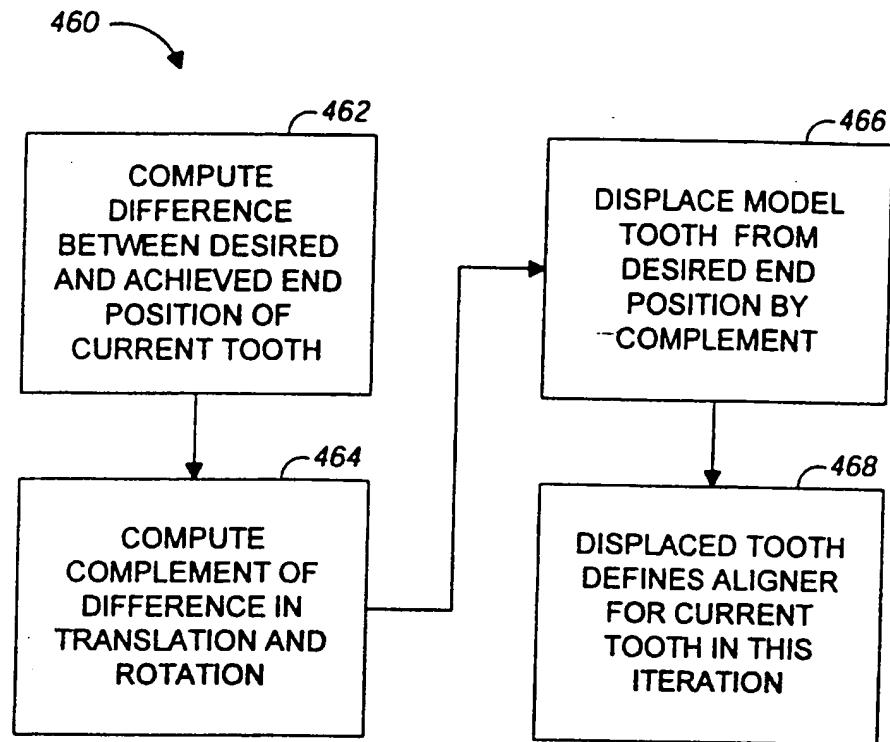 460
462
COMPUTE
DIFFERENCE
BETWEEN DESIRED
AND ACHIEVED END
POSITION OF
CURRENT TOOTH
464
COMPUTE
COMPLEMENT OF
DIFFERENCE IN
TRANSLATION AND
ROTATION
466
DISPLACE MODEL
TOOTH FROM
DESIRED END
POSITION BY
COMPLEMENT
468
DISPLACED TOOTH
DEFINES ALIGNER
FOR CURRENT
TOOTH IN THIS
ITERATION